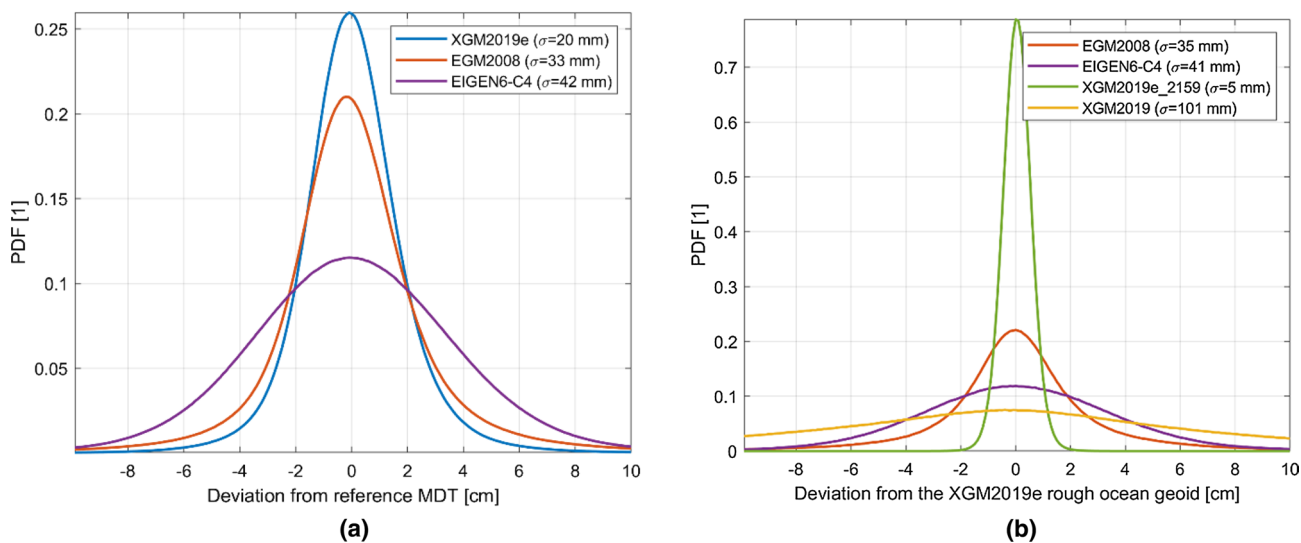 XGM2019e (σ=20 mm)
EGM2008 (σ=33 mm)
EIGEN6-C4 (σ=42 mm)
0.25
0.2
0.15
0.1
0.05
PDF [1]
-8 -6 -4 -2 0 2 4 6 8 10
Deviation from reference MDT [cm]
(a)
EGM2008 (σ=35 mm)
EIGEN6-C4 (σ=41 mm)
XGM2019e_2159 (σ=5 mm)
XGM2019 (σ=101 mm)
0.7
0.6
0.5
0.4
0.3
0.2
0.1
0
PDF [1]
-8 -6 -4 -2 0 2 4 6 8 10
Deviation from the XGM2019e rough ocean geoid [cm]
(b)